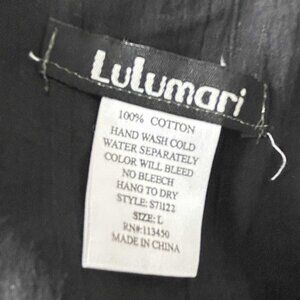 Lulumari
100% COTTON
HAND WASH COLD
WATER SEPARATELY
COLOR WILL BLEED
NO BLEECH
HANG TO DRY
STYLE: S71122
SIZE: L
RN#: 113450
MADE IN CHINA